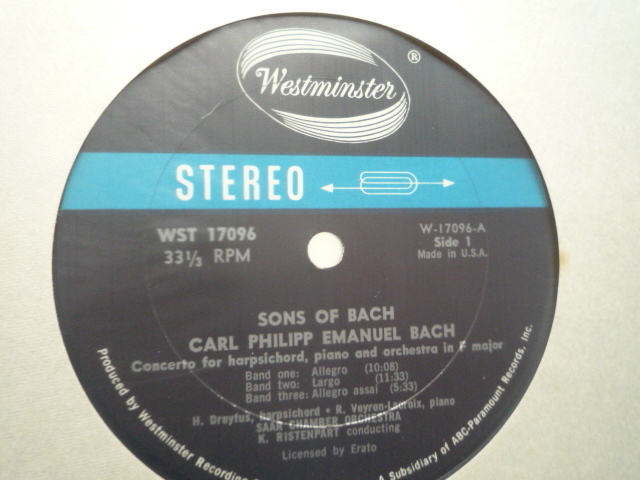 Westminster ®
STEREO
WST 17096
33⅓ RPM
W-17096-A
Side 1
Made in U.S.A.
SONS OF BACH
CARL PHILIPP EMANUEL BACH
Concerto for harpsichord, piano and orchestra in F major
Band one: Allegro (10:08)
Band two: Largo (11:33)
Band three: Allegro assai (5:33)
H. Dreyfus, harpsichord • R. Veyron-Lacroix, piano
SAAR CHAMBER ORCHESTRA
K. RISTENPART conducting
Licensed by Erato
Produced by Westminster Recording
A Subsidiary of ABC-Paramount Records, Inc.